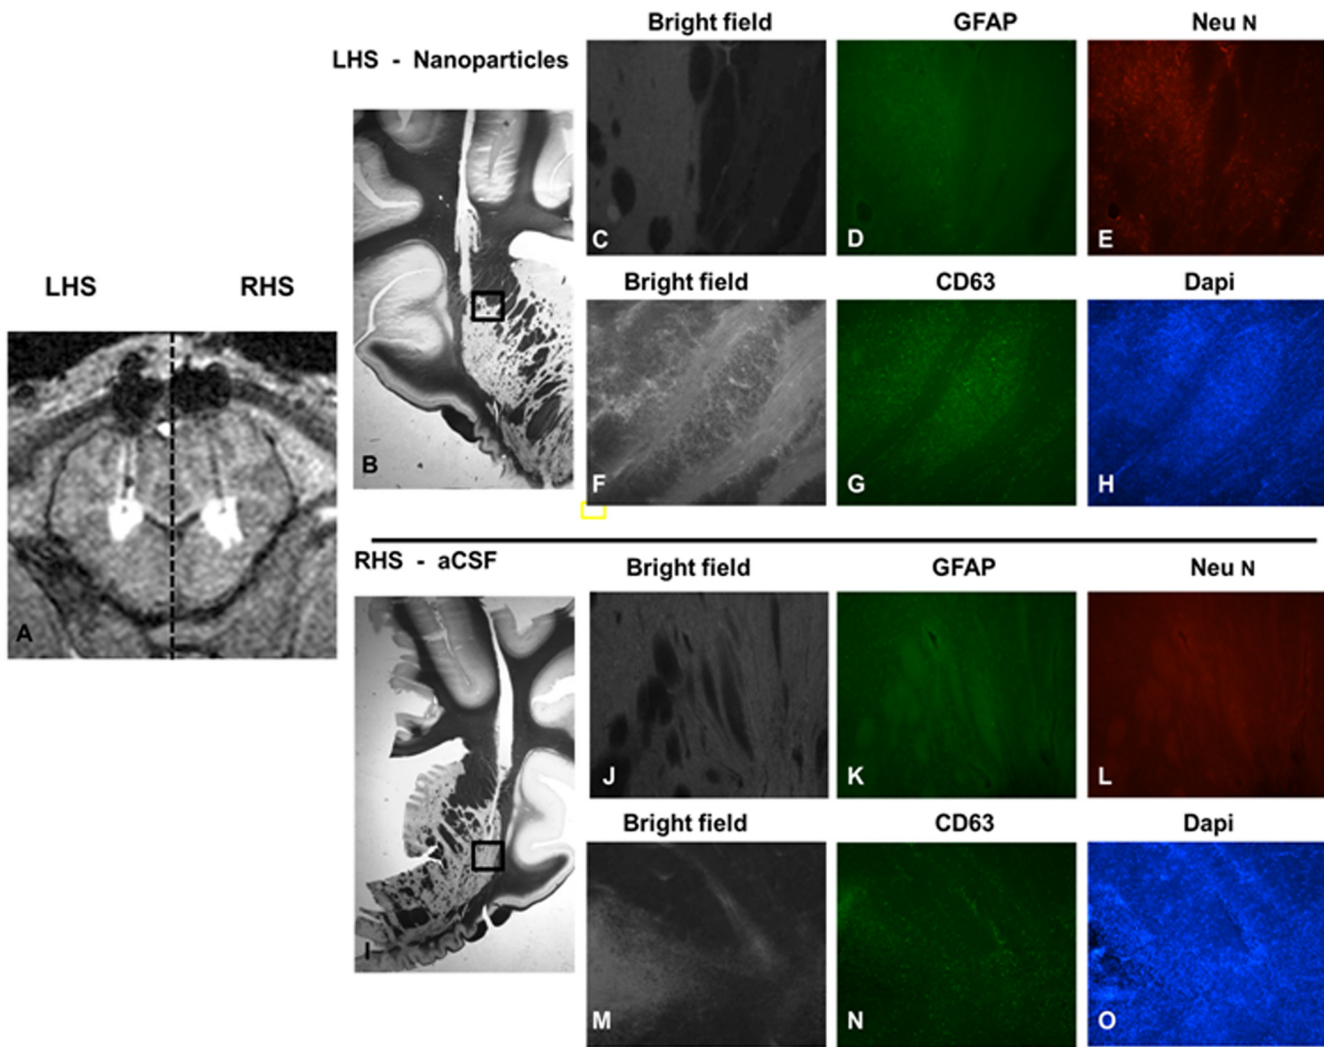 Bright field GFAP Neu N
LHS - Nanoparticles
C D E
LHS RHS
Bright field CD63 Dapi
A
B
F G H
RHS - aCSF
Bright field GFAP Neu N
J K L
Bright field CD63 Dapi
I
M N O